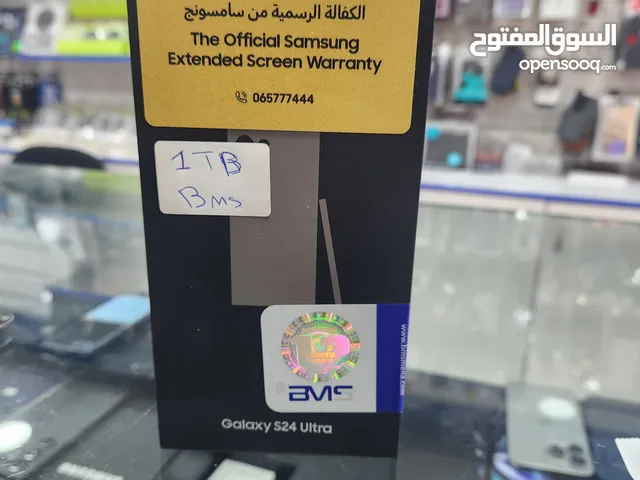 الكفالة الرسمية من سامسونج
The Official Samsung
Extended Screen Warranty
065777444
السوق المفتوح
opensooq.com
1TB
BMS
BMS
Galaxy S24 Ultra